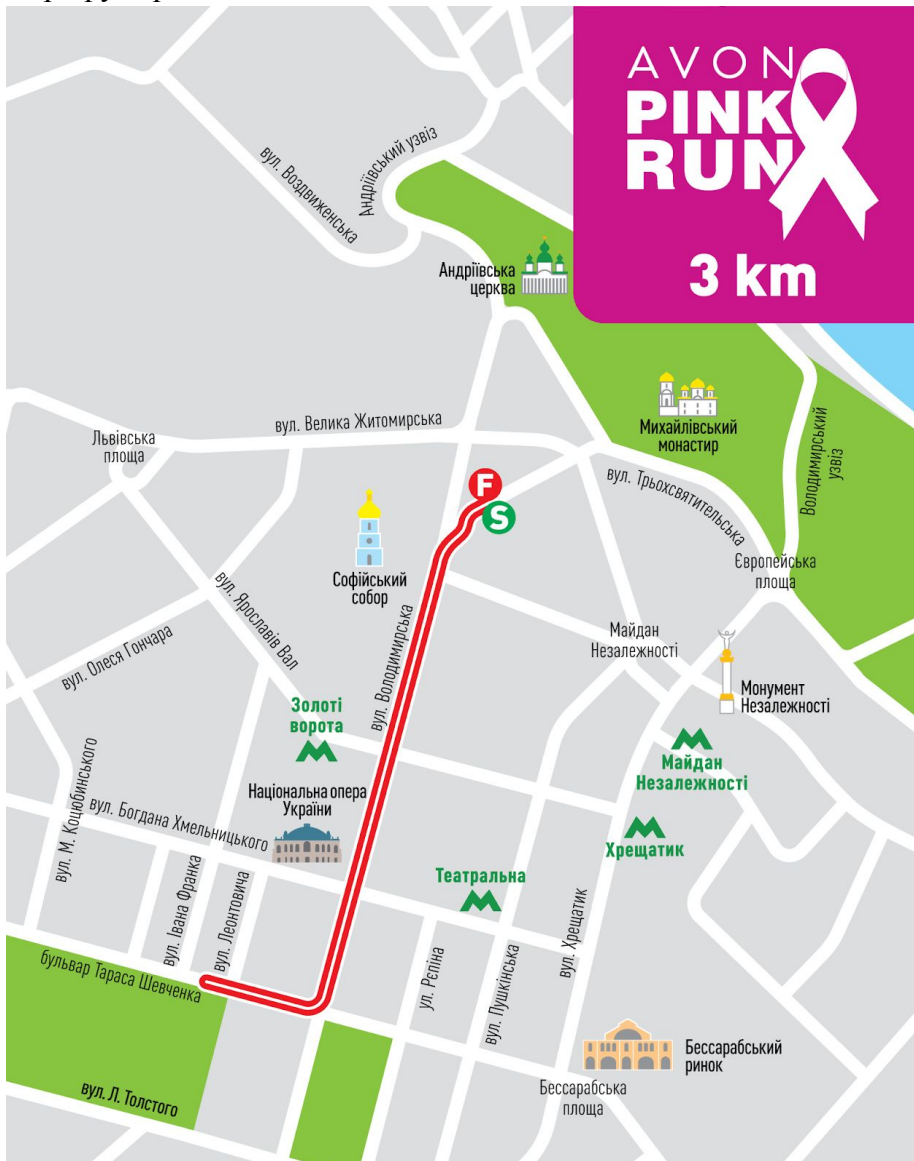 AVON
PINK
RUN
3 km
Андріївський узвіз
вул. Воздвиженська
Андріївська
церква
Михайлівський
монастир
Володимирський
узвіз
вул. Велика Житомирська
Львівська
площа
вул. Трьохсвятительська
F
S
Софійський
собор
Європейська
площа
вул. Ярославів Вал
вул. Олеся Гончара
вул. Володимирська
Майдан
Незалежності
Монумент
Незалежності
Золоті
ворота
Майдан
Незалежності
Національна опера
України
вул. М. Коцюбинського
вул. Богдана Хмельницького
Хрещатик
Театральна
вул. Івана Франка
вул. Леонтовича
вул. Хрещатик
бульвар Тараса Шевченка
ул. Рєпіна
вул. Пушкінська
Бессарабський
ринок
Бессарабська
площа
вул. Л. Толстого